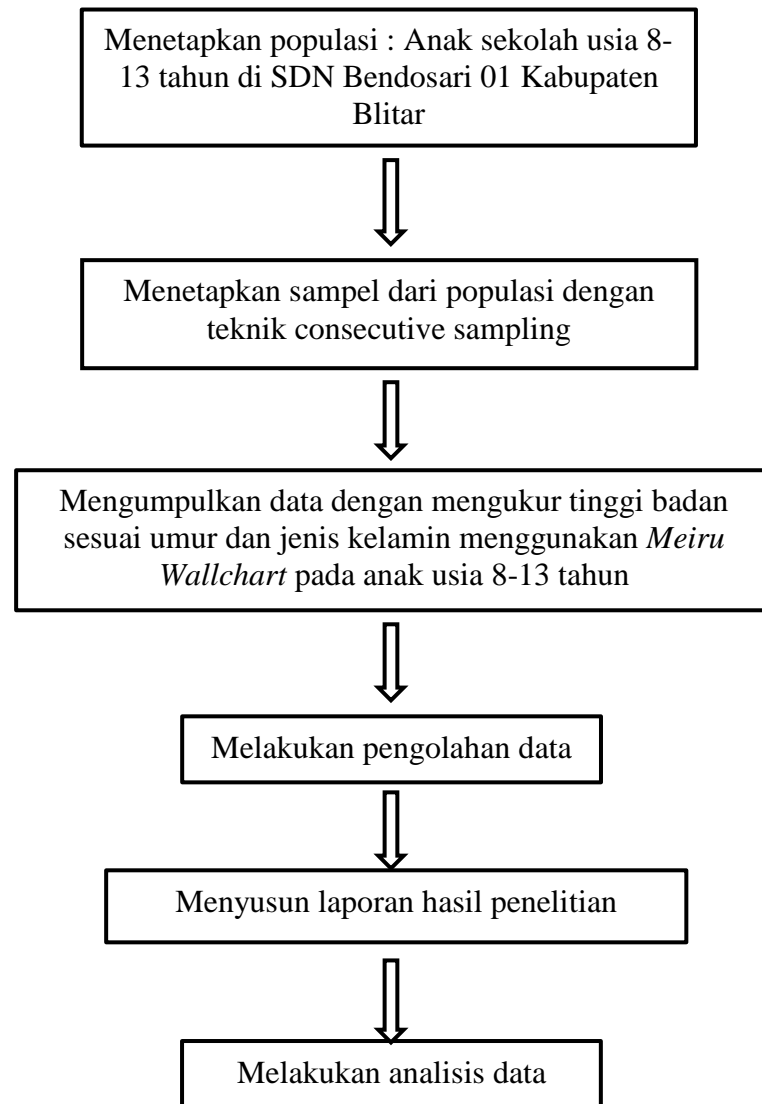 Menetapkan populasi : Anak sekolah usia 8-
13 tahun di SDN Bendosari 01 Kabupaten
Blitar
Menetapkan sampel dari populasi dengan
teknik consecutive sampling
Mengumpulkan data dengan mengukur tinggi badan
sesuai umur dan jenis kelamin menggunakan Meiru
Wallchart pada anak usia 8-13 tahun
Melakukan pengolahan data
Menyusun laporan hasil penelitian
Melakukan analisis data